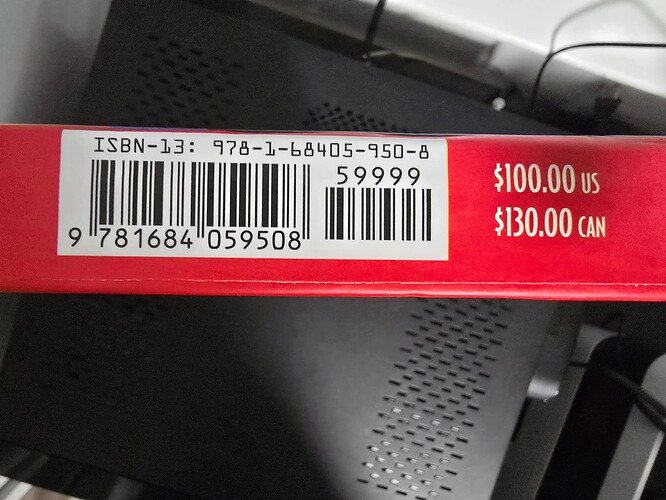 ISBN-13: 978-1-68405-950-8
59999
9 781684 059508
$100.00 US
$130.00 CAN